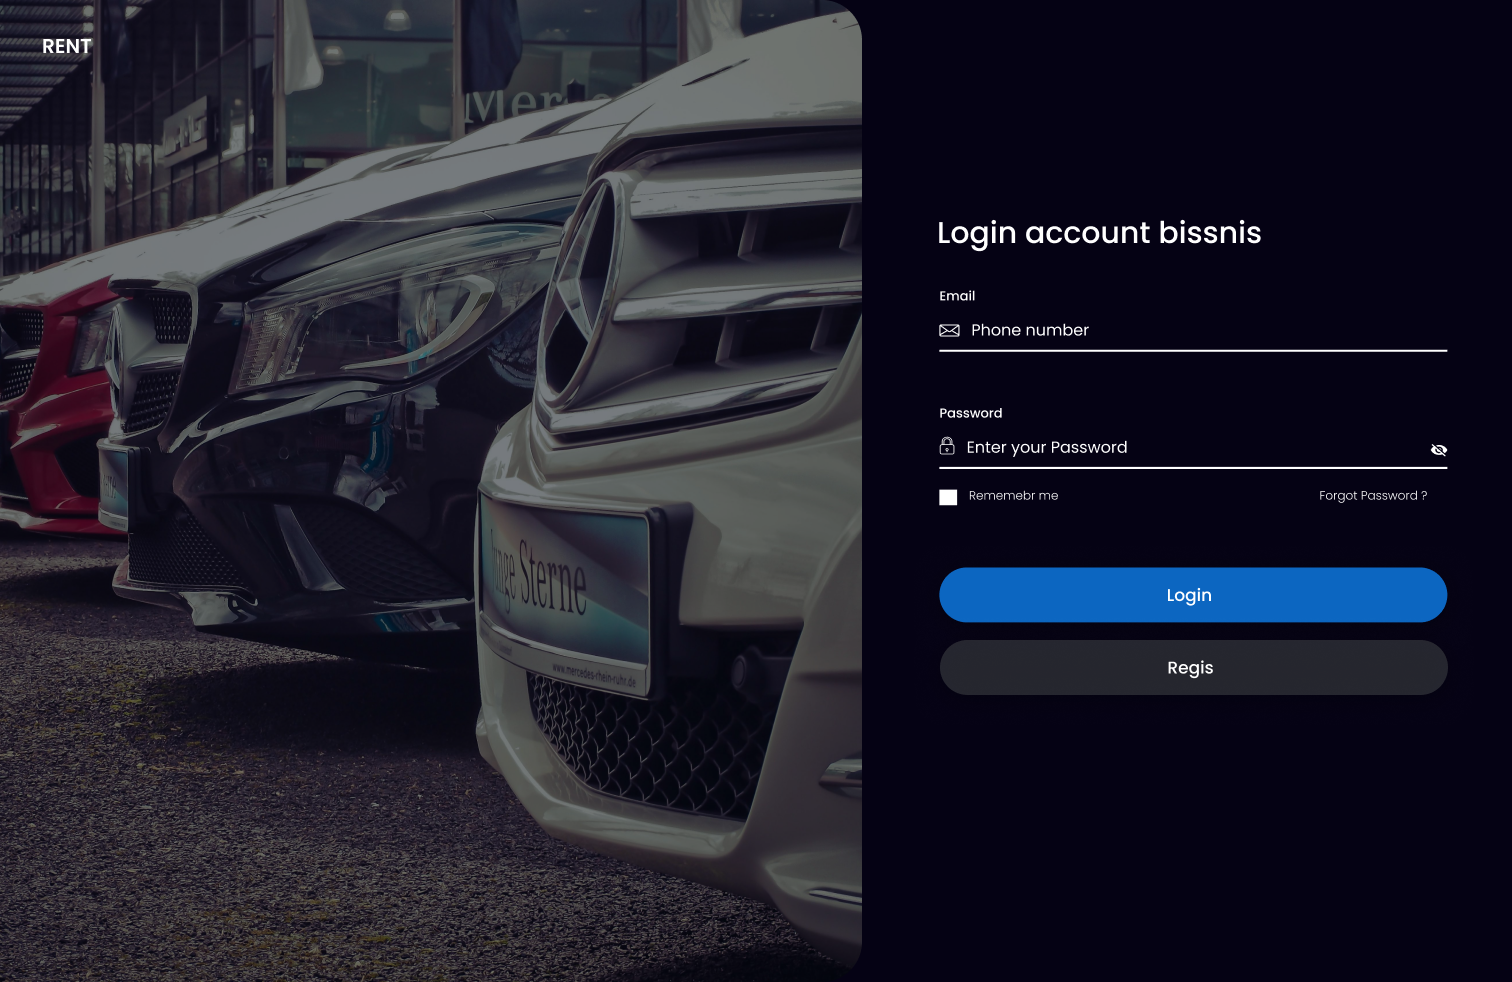 RENT
Mer
Junge Sterne
www.mercedes-rhein-ruhr.de
Login account bissnis
Email
Phone number
Password
Enter your Password
Rememebr me
Forgot Password ?
Login
Regis